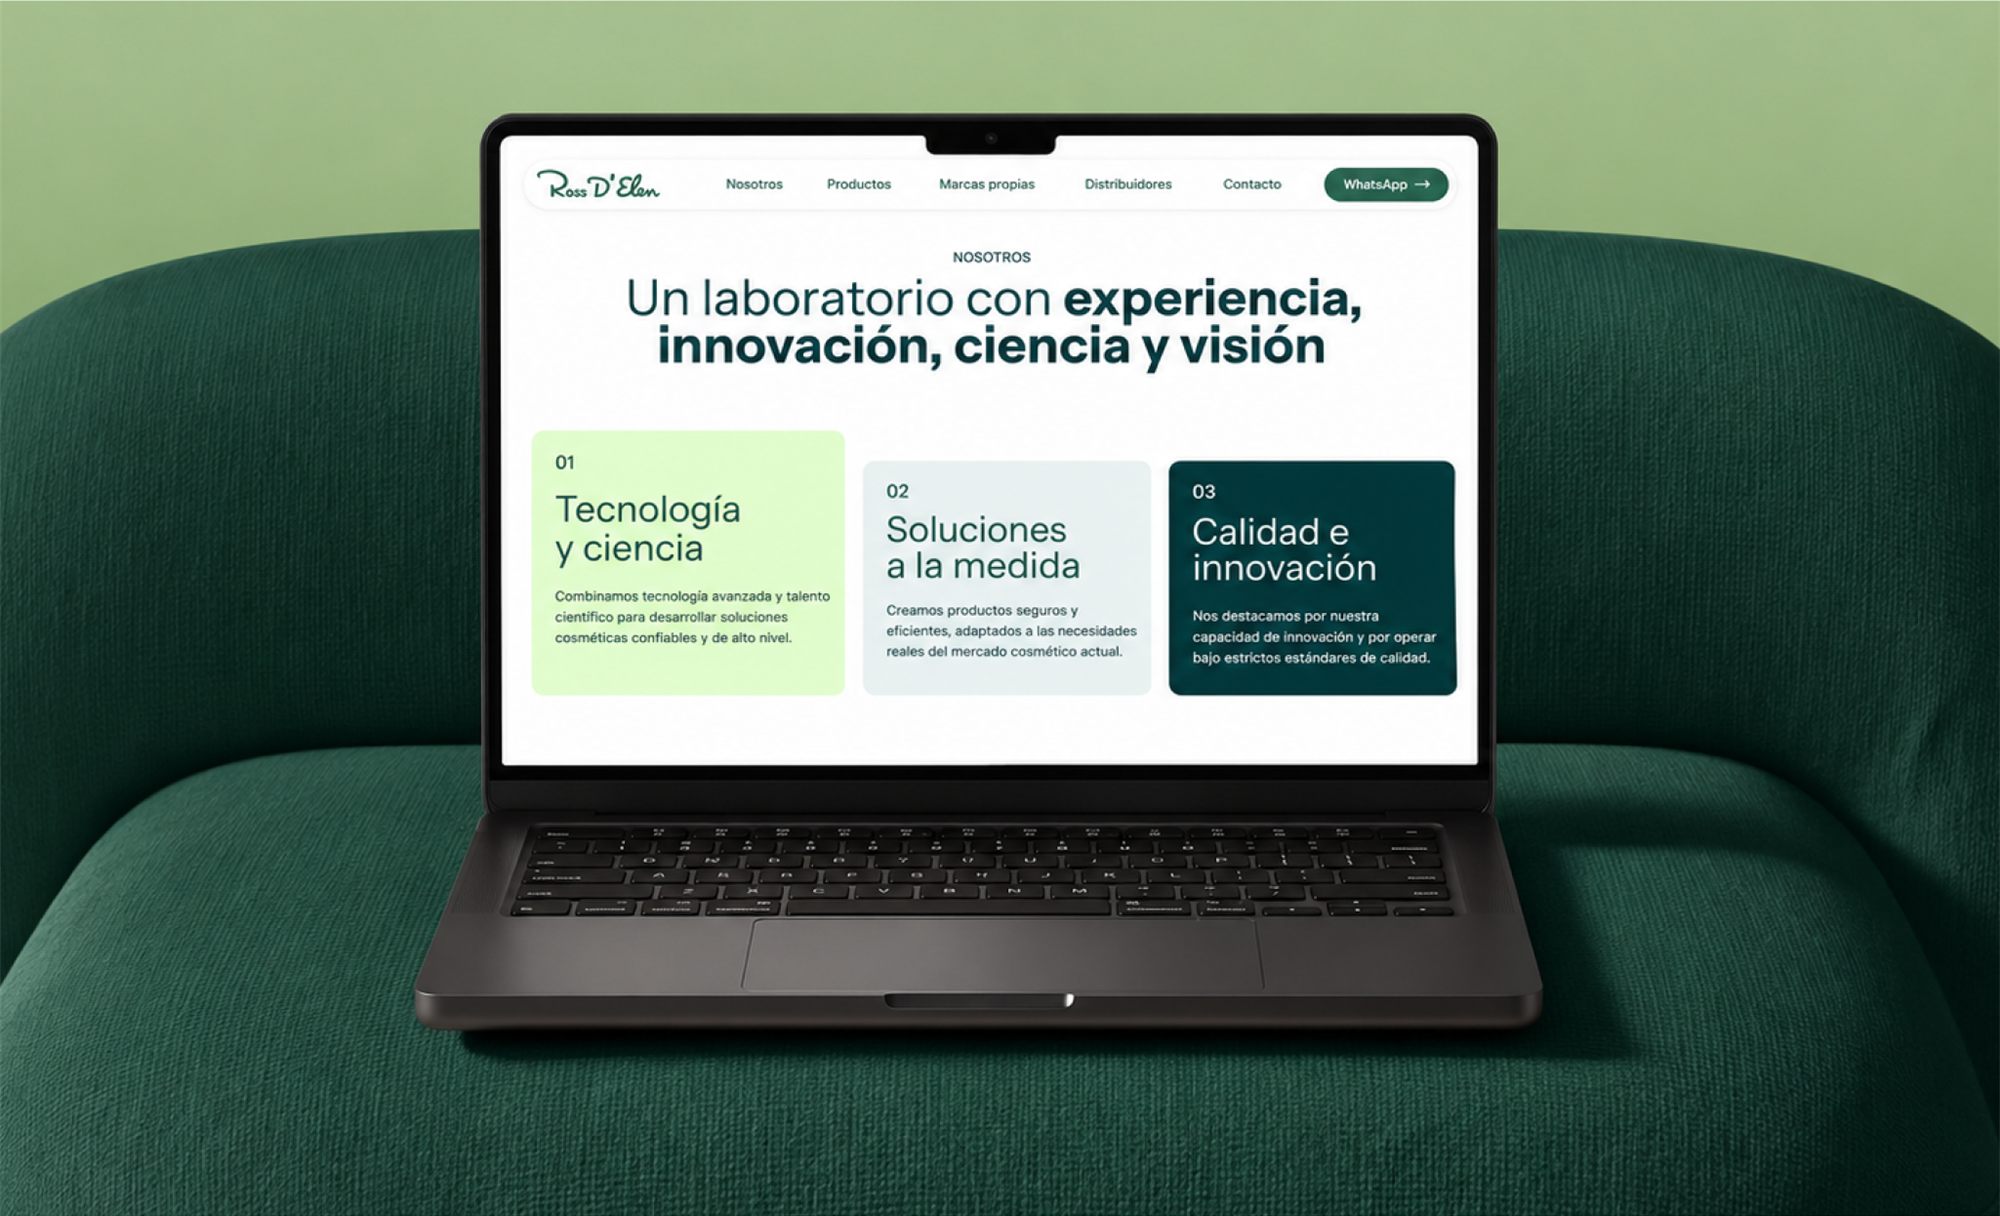 Ross D'Elen
Nosotros
Productos
Marcas propias
Distribuidores
Contacto
WhatsApp →
NOSOTROS
Un laboratorio con experiencia,
innovación, ciencia y visión
01
Tecnología
y ciencia
Combinamos tecnología avanzada y talento
científico para desarrollar soluciones
cosméticas confiables y de alto nivel.
02
Soluciones
a la medida
Creamos productos seguros y
eficientes, adaptados a las necesidades
reales del mercado cosmético actual.
03
Calidad e
innovación
Nos destacamos por nuestra
capacidad de innovación y por operar
bajo estrictos estándares de calidad.